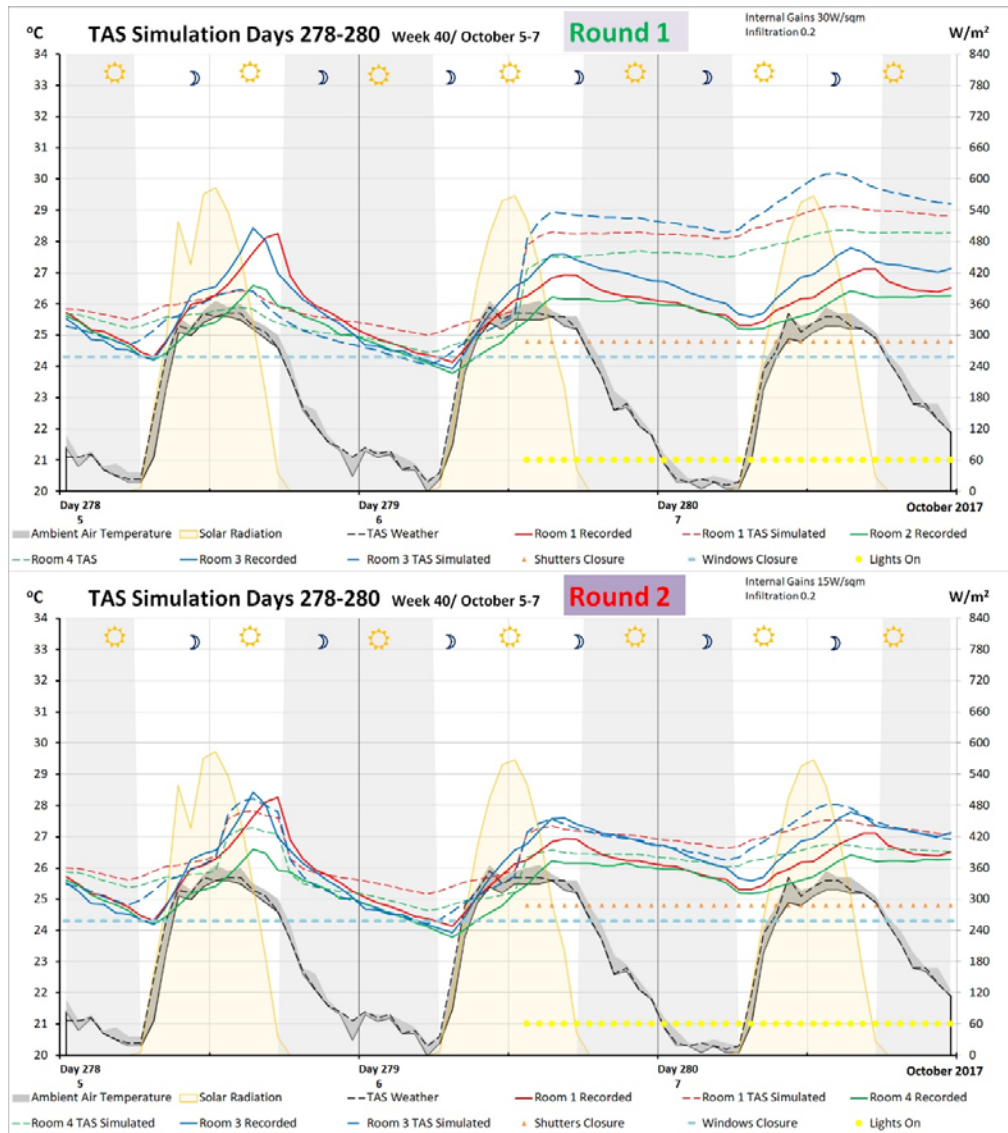 °C TAS Simulation Days 278-280 Week 40/ October 5-7 Round 1 Internal Gains 30W/sqm W/m²
Infiltration 0.2
34 840
33 780
32 720
31 660
30 600
29 540
28 480
27 420
26 360
25 300
24 240
23 180
22 120
21 60
20 0
Day 278 Day 279 Day 280 October 2017
5 6 7
Ambient Air Temperature Solar Radiation TAS Weather Room 1 Recorded Room 1 TAS Simulated Room 2 Recorded
Room 4 TAS Room 3 Recorded Room 3 TAS Simulated Shutters Closure Windows Closure Lights On
°C TAS Simulation Days 278-280 Week 40/ October 5-7 Round 2 Internal Gains 15W/sqm W/m²
Infiltration 0.2
34 840
33 780
32 720
31 660
30 600
29 540
28 480
27 420
26 360
25 300
24 240
23 180
22 120
21 60
20 0
Day 278 Day 279 Day 280 October 2017
5 6 7
Ambient Air Temperature Solar Radiation TAS Weather Room 1 Recorded Room 1 TAS Simulated Room 4 Recorded
Room 4 TAS Simulated Room 3 Recorded Room 3 TAS Simulated Shutters Closure Windows Closure Lights On